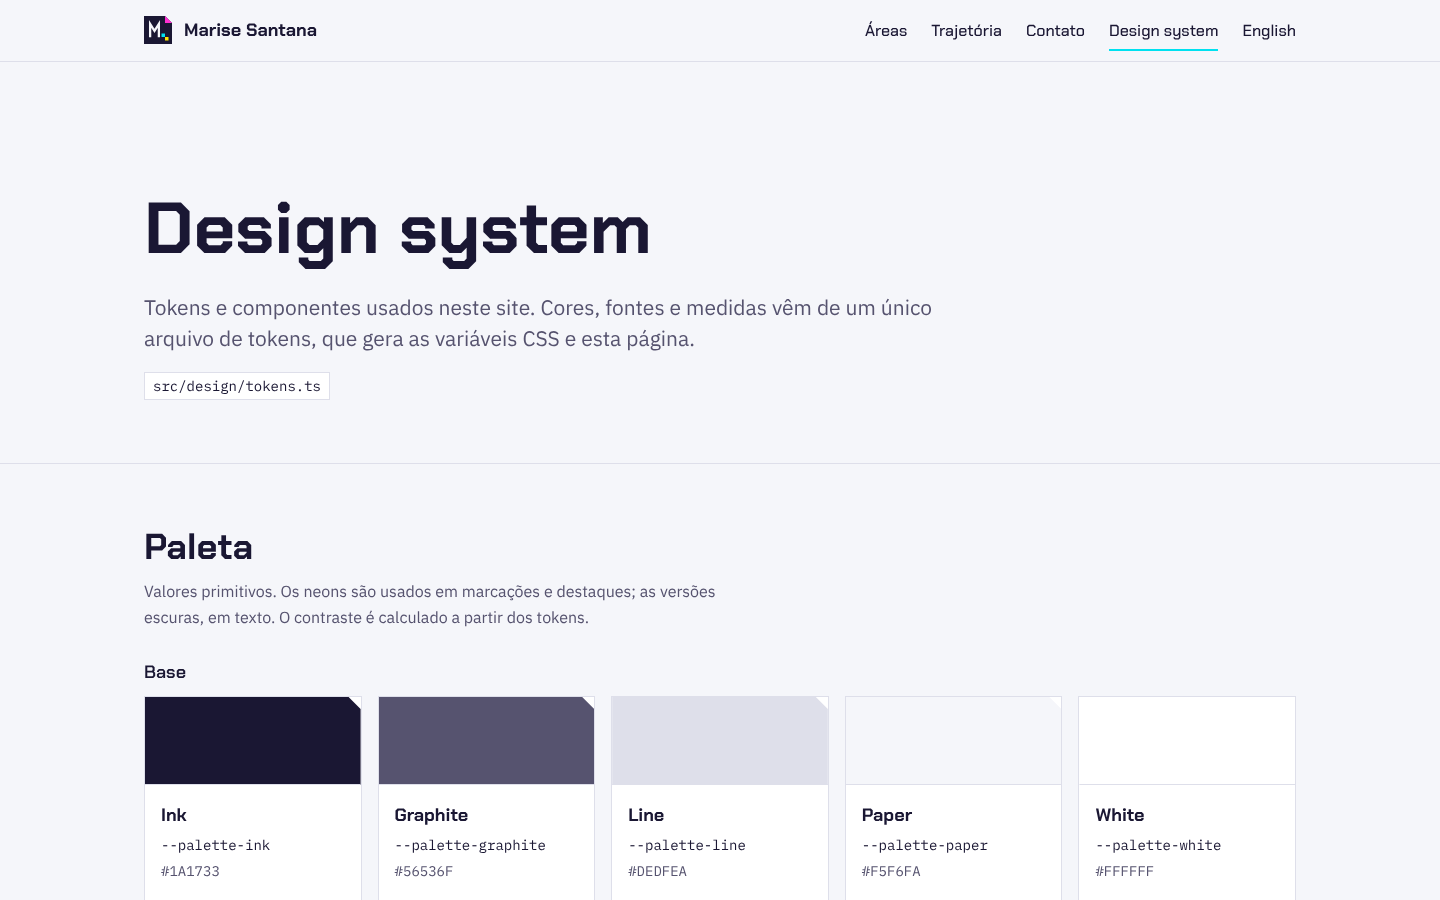 M.
Marise Santana
Áreas
Trajetória
Contato
Design system
English
Design system
Tokens e componentes usados neste site. Cores, fontes e medidas vêm de um único
arquivo de tokens, que gera as variáveis CSS e esta página.
src/design/tokens.ts
Paleta
Valores primitivos. Os neons são usados em marcações e destaques; as versões
escuras, em texto. O contraste é calculado a partir dos tokens.
Base
Ink
--palette-ink
#1A1733
Graphite
--palette-graphite
#56536F
Line
--palette-line
#DEDFEA
Paper
--palette-paper
#F5F6FA
White
--palette-white
#FFFFFF